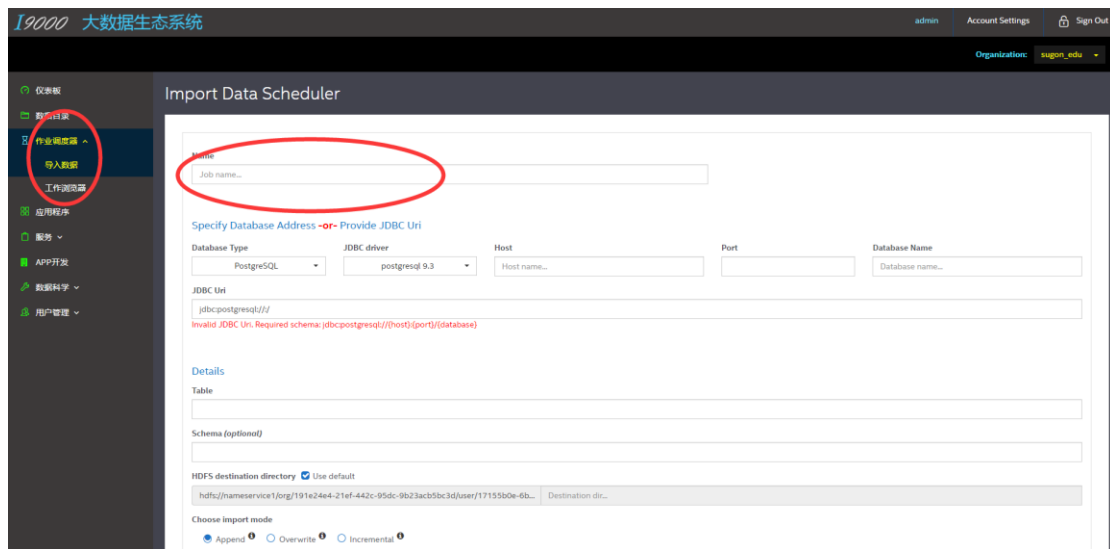 I9000 大数据生态系统
admin Account Settings Sign Out
Organization: sugon_edu
仪表板
数据目录
作业调度器
导入数据
工作浏览器
应用程序
服务
APP开发
数据科学
用户管理
Import Data Scheduler
Name
Job name...
Specify Database Address -or- Provide JDBC Uri
Database Type JDBC driver Host Port Database Name
PostgreSQL postgresql 9.3 Host name... Database name...
JDBC Uri
jdbc:postgresql://:/
Invalid JDBC Uri. Required schema: jdbc:postgresql://{host}:{port}/{database}
Details
Table
Schema (optional)
HDFS destination directory Use default
hdfs://nameservice1/org/191e24e4-21ef-442c-95dc-9b23acb5bc3d/user/17155b0e-6b... Destination dir...
Choose import mode
Append Overwrite Incremental